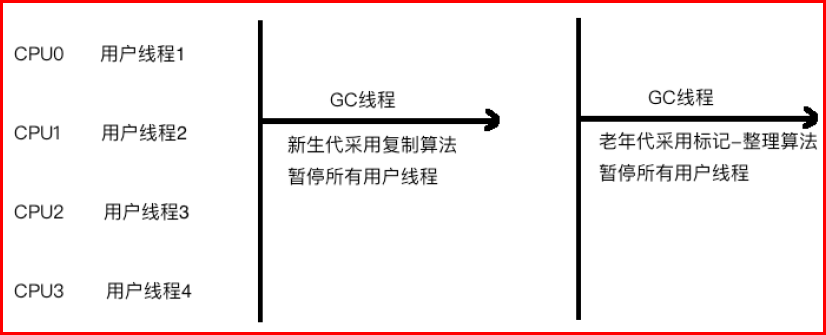 CPU0 用户线程1
GC线程
GC线程
CPU1 用户线程2
新生代采用复制算法
老年代采用标记-整理算法
暂停所有用户线程
暂停所有用户线程
CPU2 用户线程3
CPU3 用户线程4